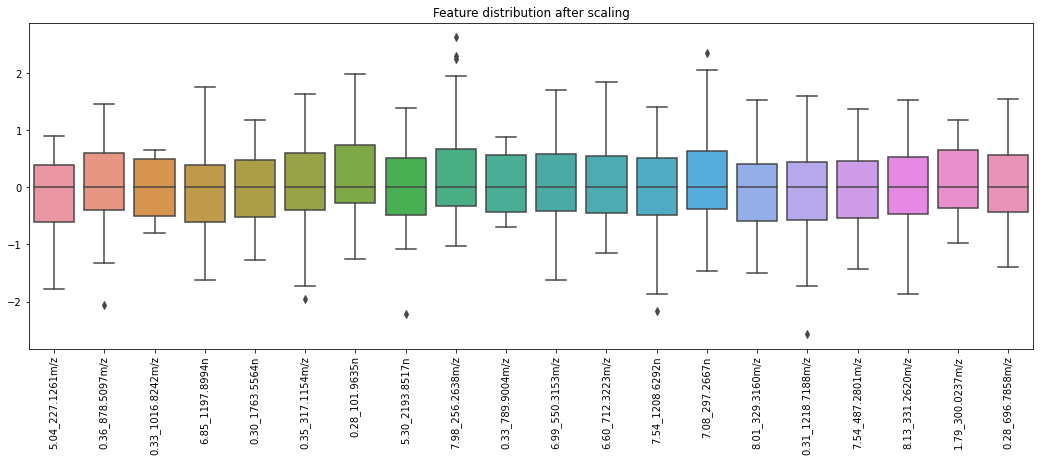 Feature distribution after scaling
2
1
0
−1
−2
5.04_227.1261m/z
0.36_878.5097m/z
0.33_1016.8242m/z
6.85_1197.8994n
0.30_1763.5564n
0.35_317.1154m/z
0.28_101.9635n
5.30_2193.8517n
7.98_256.2638m/z
0.33_789.9004m/z
6.99_550.3153m/z
6.60_712.3223m/z
7.54_1208.6292n
7.08_297.2667n
8.01_329.3160m/z
0.31_1218.7188m/z
7.54_487.2801m/z
8.13_331.2620m/z
1.79_300.0237m/z
0.28_696.7858m/z